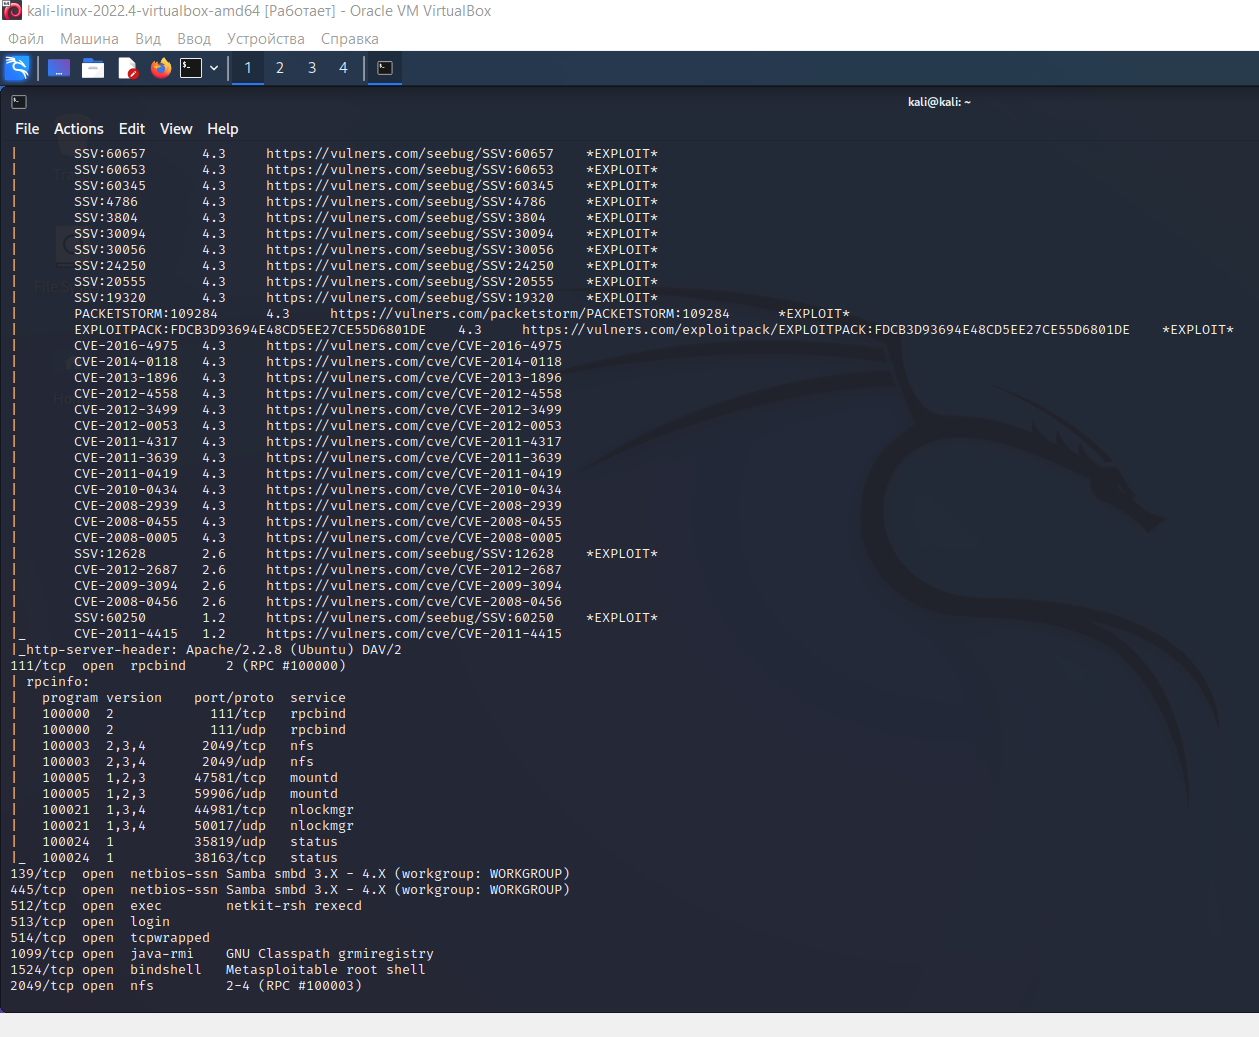 kali-linux-2022.4-virtualbox-amd64 [Работает] - Oracle VM VirtualBox
Файл Машина Вид Ввод Устройства Справка
1 2 3 4
kali@kali: ~
File Actions Edit View Help
| SSV:60657 4.3 https://vulners.com/seebug/SSV:60657 *EXPLOIT*
| SSV:60653 4.3 https://vulners.com/seebug/SSV:60653 *EXPLOIT*
| SSV:60345 4.3 https://vulners.com/seebug/SSV:60345 *EXPLOIT*
| SSV:4786 4.3 https://vulners.com/seebug/SSV:4786 *EXPLOIT*
| SSV:3804 4.3 https://vulners.com/seebug/SSV:3804 *EXPLOIT*
| SSV:30094 4.3 https://vulners.com/seebug/SSV:30094 *EXPLOIT*
| SSV:30056 4.3 https://vulners.com/seebug/SSV:30056 *EXPLOIT*
| SSV:24250 4.3 https://vulners.com/seebug/SSV:24250 *EXPLOIT*
| SSV:20555 4.3 https://vulners.com/seebug/SSV:20555 *EXPLOIT*
| SSV:19320 4.3 https://vulners.com/seebug/SSV:19320 *EXPLOIT*
| PACKETSTORM:109284 4.3 https://vulners.com/packetstorm/PACKETSTORM:109284 *EXPLOIT*
| EXPLOITPACK:FDCB3D93694E48CD5EE27CE55D6801DE 4.3 https://vulners.com/exploitpack/EXPLOITPACK:FDCB3D93694E48CD5EE27CE55D6801DE *EXPLOIT*
| CVE-2016-4975 4.3 https://vulners.com/cve/CVE-2016-4975
| CVE-2014-0118 4.3 https://vulners.com/cve/CVE-2014-0118
| CVE-2013-1896 4.3 https://vulners.com/cve/CVE-2013-1896
| CVE-2012-4558 4.3 https://vulners.com/cve/CVE-2012-4558
| CVE-2012-3499 4.3 https://vulners.com/cve/CVE-2012-3499
| CVE-2012-0053 4.3 https://vulners.com/cve/CVE-2012-0053
| CVE-2011-4317 4.3 https://vulners.com/cve/CVE-2011-4317
| CVE-2011-3639 4.3 https://vulners.com/cve/CVE-2011-3639
| CVE-2011-0419 4.3 https://vulners.com/cve/CVE-2011-0419
| CVE-2010-0434 4.3 https://vulners.com/cve/CVE-2010-0434
| CVE-2008-2939 4.3 https://vulners.com/cve/CVE-2008-2939
| CVE-2008-0455 4.3 https://vulners.com/cve/CVE-2008-0455
| CVE-2008-0005 4.3 https://vulners.com/cve/CVE-2008-0005
| SSV:12628 2.6 https://vulners.com/seebug/SSV:12628 *EXPLOIT*
| CVE-2012-2687 2.6 https://vulners.com/cve/CVE-2012-2687
| CVE-2009-3094 2.6 https://vulners.com/cve/CVE-2009-3094
| CVE-2008-0456 2.6 https://vulners.com/cve/CVE-2008-0456
| SSV:60250 1.2 https://vulners.com/seebug/SSV:60250 *EXPLOIT*
|_ CVE-2011-4415 1.2 https://vulners.com/cve/CVE-2011-4415
|_http-server-header: Apache/2.2.8 (Ubuntu) DAV/2
111/tcp open rpcbind 2 (RPC #100000)
| rpcinfo:
| program version port/proto service
| 100000 2 111/tcp rpcbind
| 100000 2 111/udp rpcbind
| 100003 2,3,4 2049/tcp nfs
| 100003 2,3,4 2049/udp nfs
| 100005 1,2,3 47581/tcp mountd
| 100005 1,2,3 59906/udp mountd
| 100021 1,3,4 44981/tcp nlockmgr
| 100021 1,3,4 50017/udp nlockmgr
| 100024 1 35819/udp status
|_ 100024 1 38163/tcp status
139/tcp open netbios-ssn Samba smbd 3.X - 4.X (workgroup: WORKGROUP)
445/tcp open netbios-ssn Samba smbd 3.X - 4.X (workgroup: WORKGROUP)
512/tcp open exec netkit-rsh rexecd
513/tcp open login
514/tcp open tcpwrapped
1099/tcp open java-rmi GNU Classpath grmiregistry
1524/tcp open bindshell Metasploitable root shell
2049/tcp open nfs 2-4 (RPC #100003)